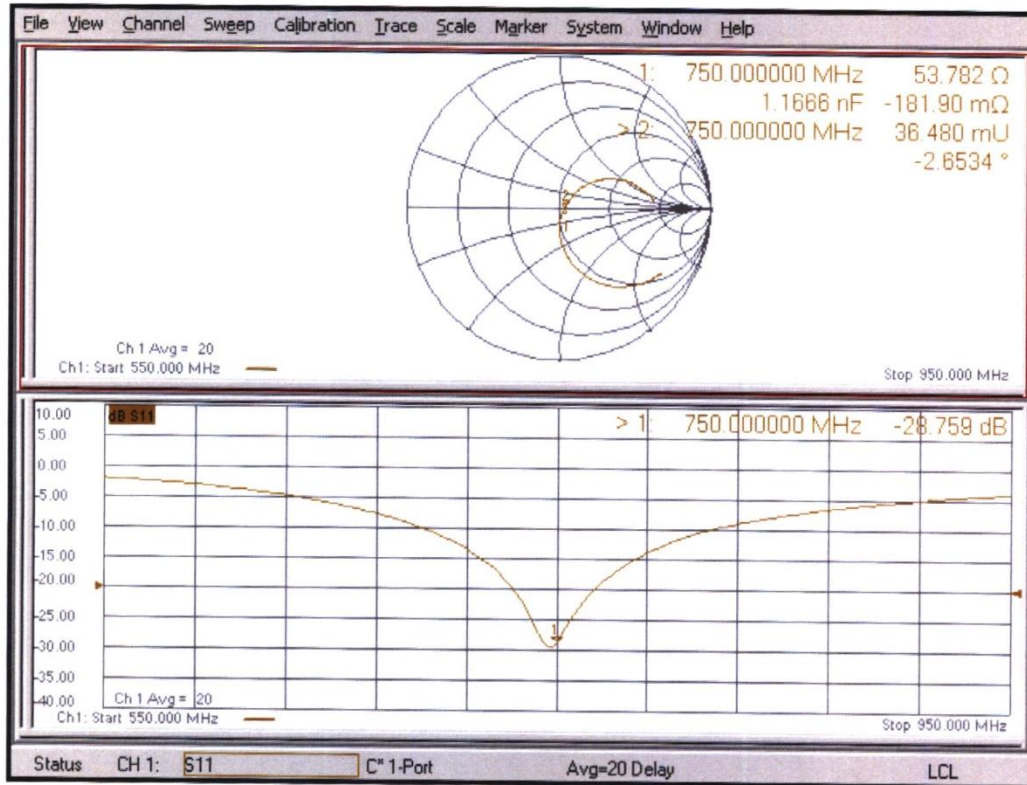 File View Channel Sweep Calibration Trace Scale Marker System Window Help
1: 750.000000 MHz 53.782 Ω
1.1666 nF -181.90 mΩ
> 2: 750.000000 MHz 36.480 mU
-2.6534 °
Ch 1 Avg = 20
Ch1: Start 550.000 MHz
Stop 950.000 MHz
10.00
dB S11
> 1: 750.000000 MHz -28.759 dB
5.00
0.00
-5.00
-10.00
-15.00
-20.00
-25.00
-30.00
-35.00
-40.00
1
Ch 1 Avg = 20
Ch1: Start 550.000 MHz
Stop 950.000 MHz
Status CH 1: S11 C* 1-Port Avg=20 Delay LCL